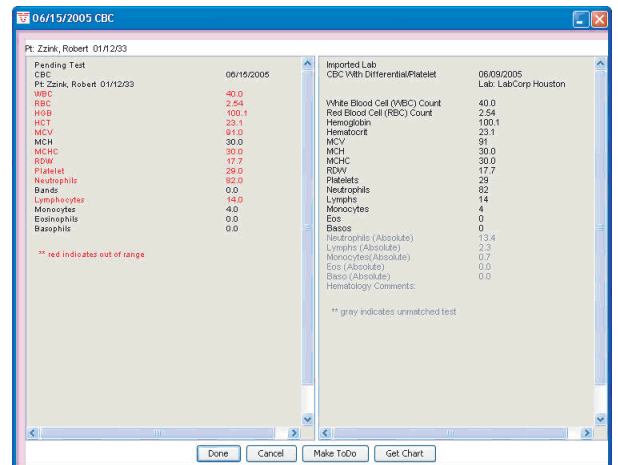 06/15/2005 CBC
Pt: Zzink, Robert 01/12/33
Pending Test
CBC 06/15/2005
Pt: Zzink, Robert 01/12/33
WBC 40.0
RBC 2.54
HGB 100.1
HCT 23.1
MCV 91.0
MCH 30.0
MCHC 30.0
RDW 17.7
Platelet 29.0
Neutrophils 82.0
Bands 0.0
Lymphocytes 14.0
Monocytes 4.0
Eosinophils 0.0
Basophils 0.0
** red indicates out of range
Imported Lab
CBC With Differential/Platelet 06/09/2005
Lab: LabCorp Houston
White Blood Cell (WBC) Count 40.0
Red Blood Cell (RBC) Count 2.54
Hemoglobin 100.1
Hematocrit 23.1
MCV 91
MCH 30.0
MCHC 30.0
RDW 17.7
Platelets 29
Neutrophils 82
Lymphs 14
Monocytes 4
Eos 0
Basos 0
Neutrophils (Absolute) 13.4
Lymphs (Absolute) 2.3
Monocytes(Absolute) 0.7
Eos (Absolute) 0.0
Baso (Absolute) 0.0
Hematology Comments:
** gray indicates unmatched test
Done Cancel Make ToDo Get Chart